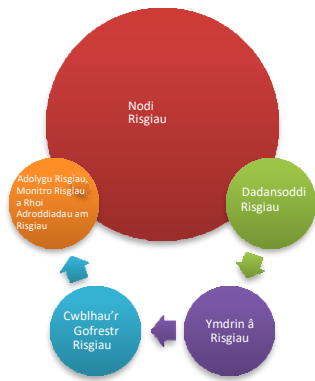 Nodi
Risgiau
Dadansoddi
Risgiau
Ymdrin â
Risgiau
Cwblhau’r
Gofrestr
Risgiau
Adolygu Risgiau,
Monitro Risgiau
a Rhoi
Adroddiadau am
Risgiau